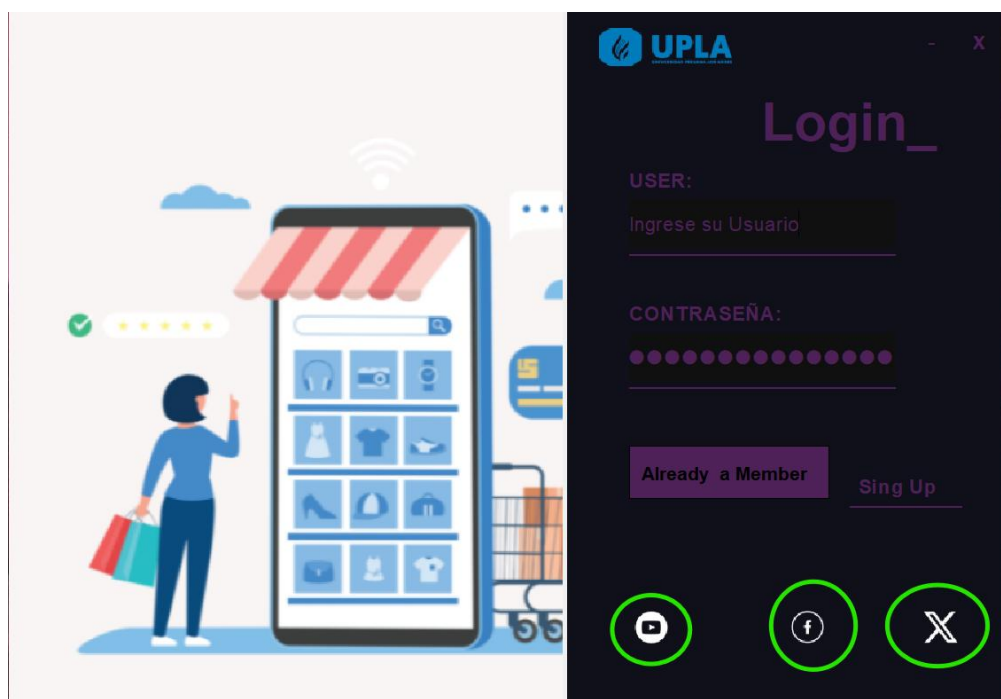 UPLA
- X
Login_
USER:
Ingrese su Usuario
CONTRASEÑA:
Already a Member
Sing Up